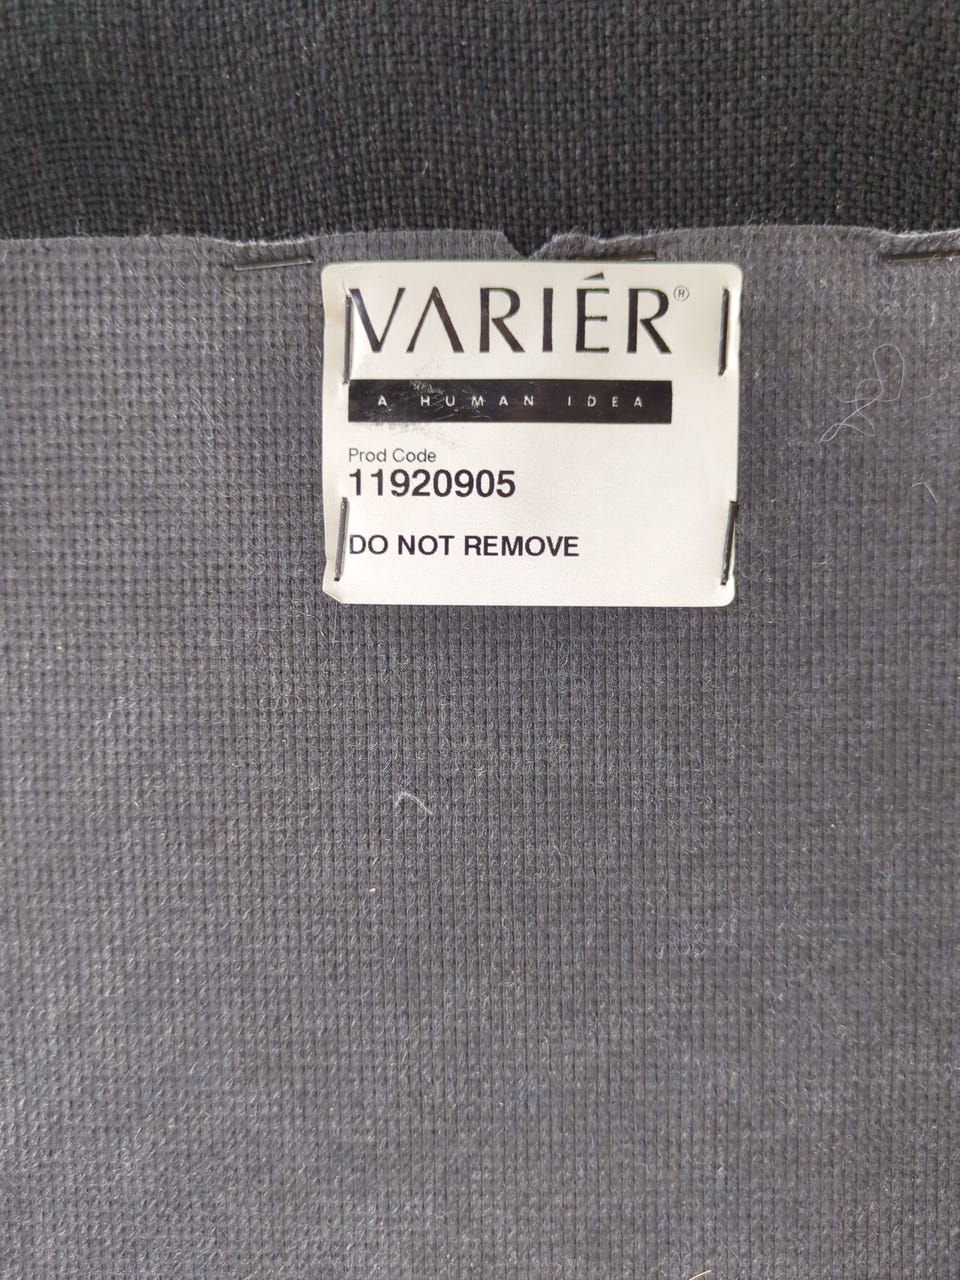 VARIÉR®
A HUMAN IDEA
Prod Code
11920905
DO NOT REMOVE